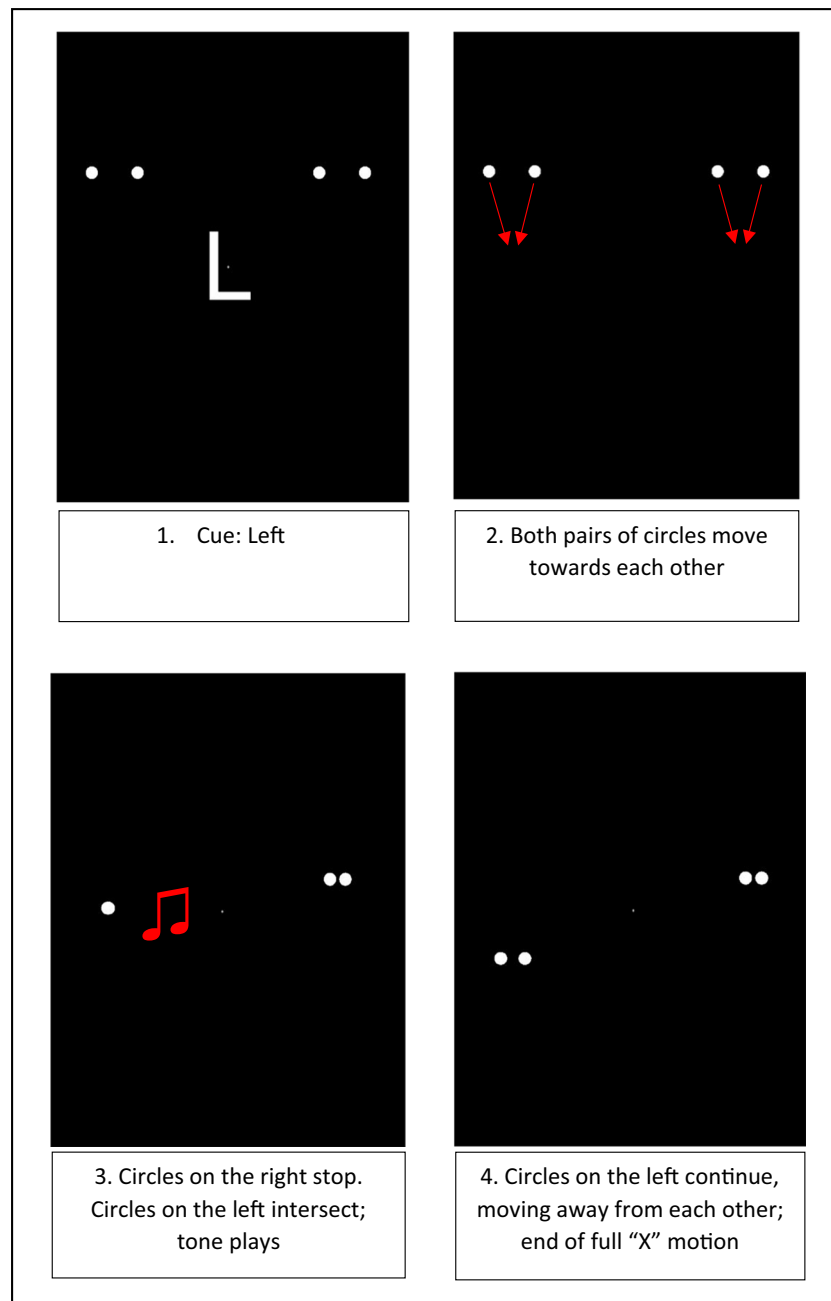 L
1. Cue: Left
2. Both pairs of circles move
towards each other
3. Circles on the right stop.
Circles on the left intersect;
tone plays
4. Circles on the left continue,
moving away from each other;
end of full “X” motion